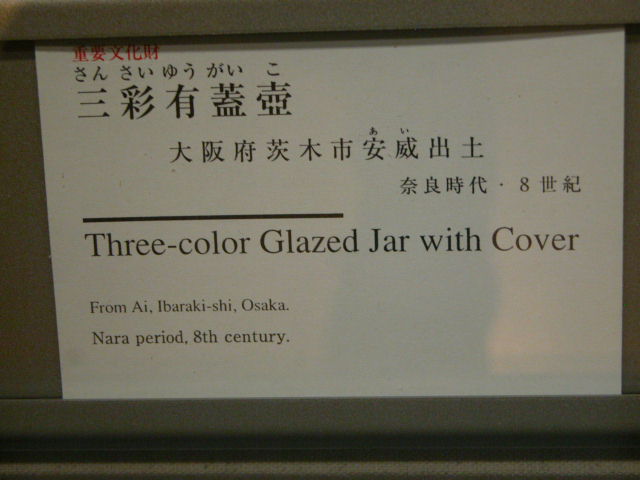 重要文化財
さん さい ゆう がい こ
三彩有蓋壺
あ い
大阪府茨木市安威出土
奈良時代・8世紀
Three-color Glazed Jar with Cover
From Ai, Ibaraki-shi, Osaka.
Nara period, 8th century.